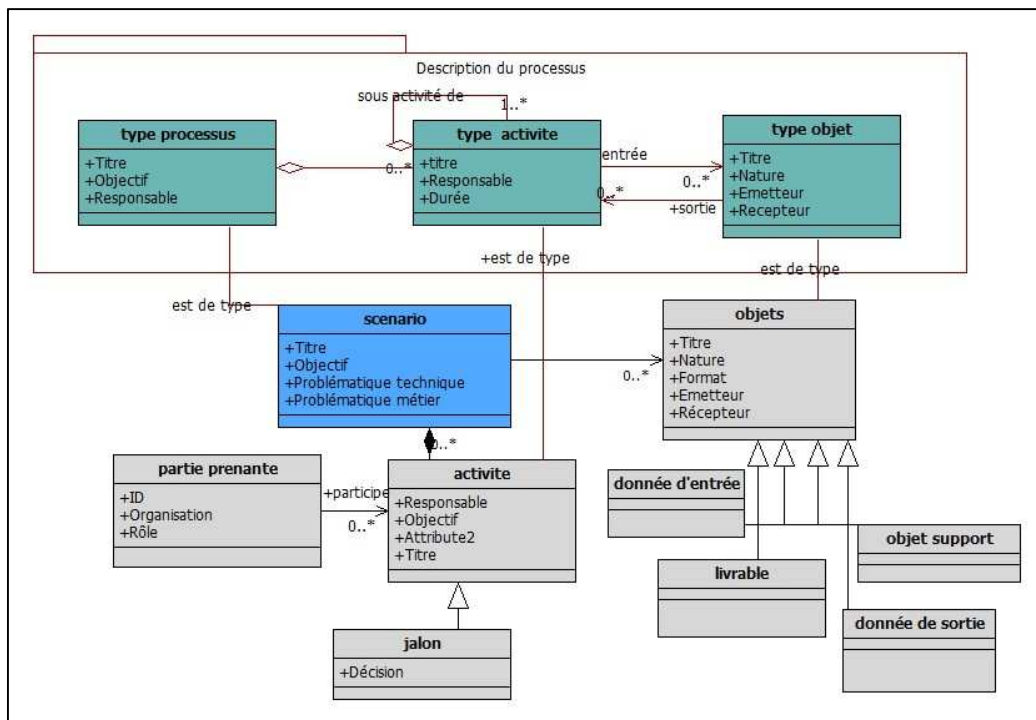 Description du processus
sous activité de
1..*
type processus
+Titre
+Objectif
+Responsable
0..*
type activite
+titre
+Responsable
+Durée
entrée
0..*
0..*
+sortie
type objet
+Titre
+Nature
+Emetteur
+Recepteur
est de type
+est de type
est de type
scenario
+Titre
+Objectif
+Problématique technique
+Problématique métier
0..*
objets
+Titre
+Nature
+Format
+Emetteur
+Récepteur
0..*
partie prenante
+ID
+Organisation
+Rôle
+participe
0..*
activite
+Responsable
+Objectif
+Attribute2
+Titre
donnée d'entrée
objet support
livrable
donnée de sortie
jalon
+Décision